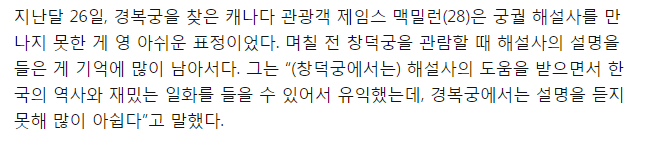 지난달 26일, 경복궁을 찾은 캐나다 관광객 제임스 맥밀런(28)은 궁궐 해설사를 만
나지 못한 게 영 아쉬운 표정이었다. 며칠 전 창덕궁을 관람할 때 해설사의 설명을
들은 게 기억에 많이 남아서다. 그는 “(창덕궁에서는) 해설사의 도움을 받으면서 한
국의 역사와 재밌는 일화를 들을 수 있어서 유익했는데, 경복궁에서는 설명을 듣지
못해 많이 아쉽다”고 말했다.